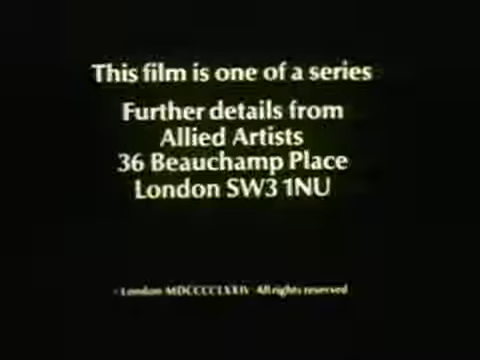 This film is one of a series
Further details from
Allied Artists
36 Beauchamp Place
London SW3 1NU
London MDCCCCLXXIV All rights reserved